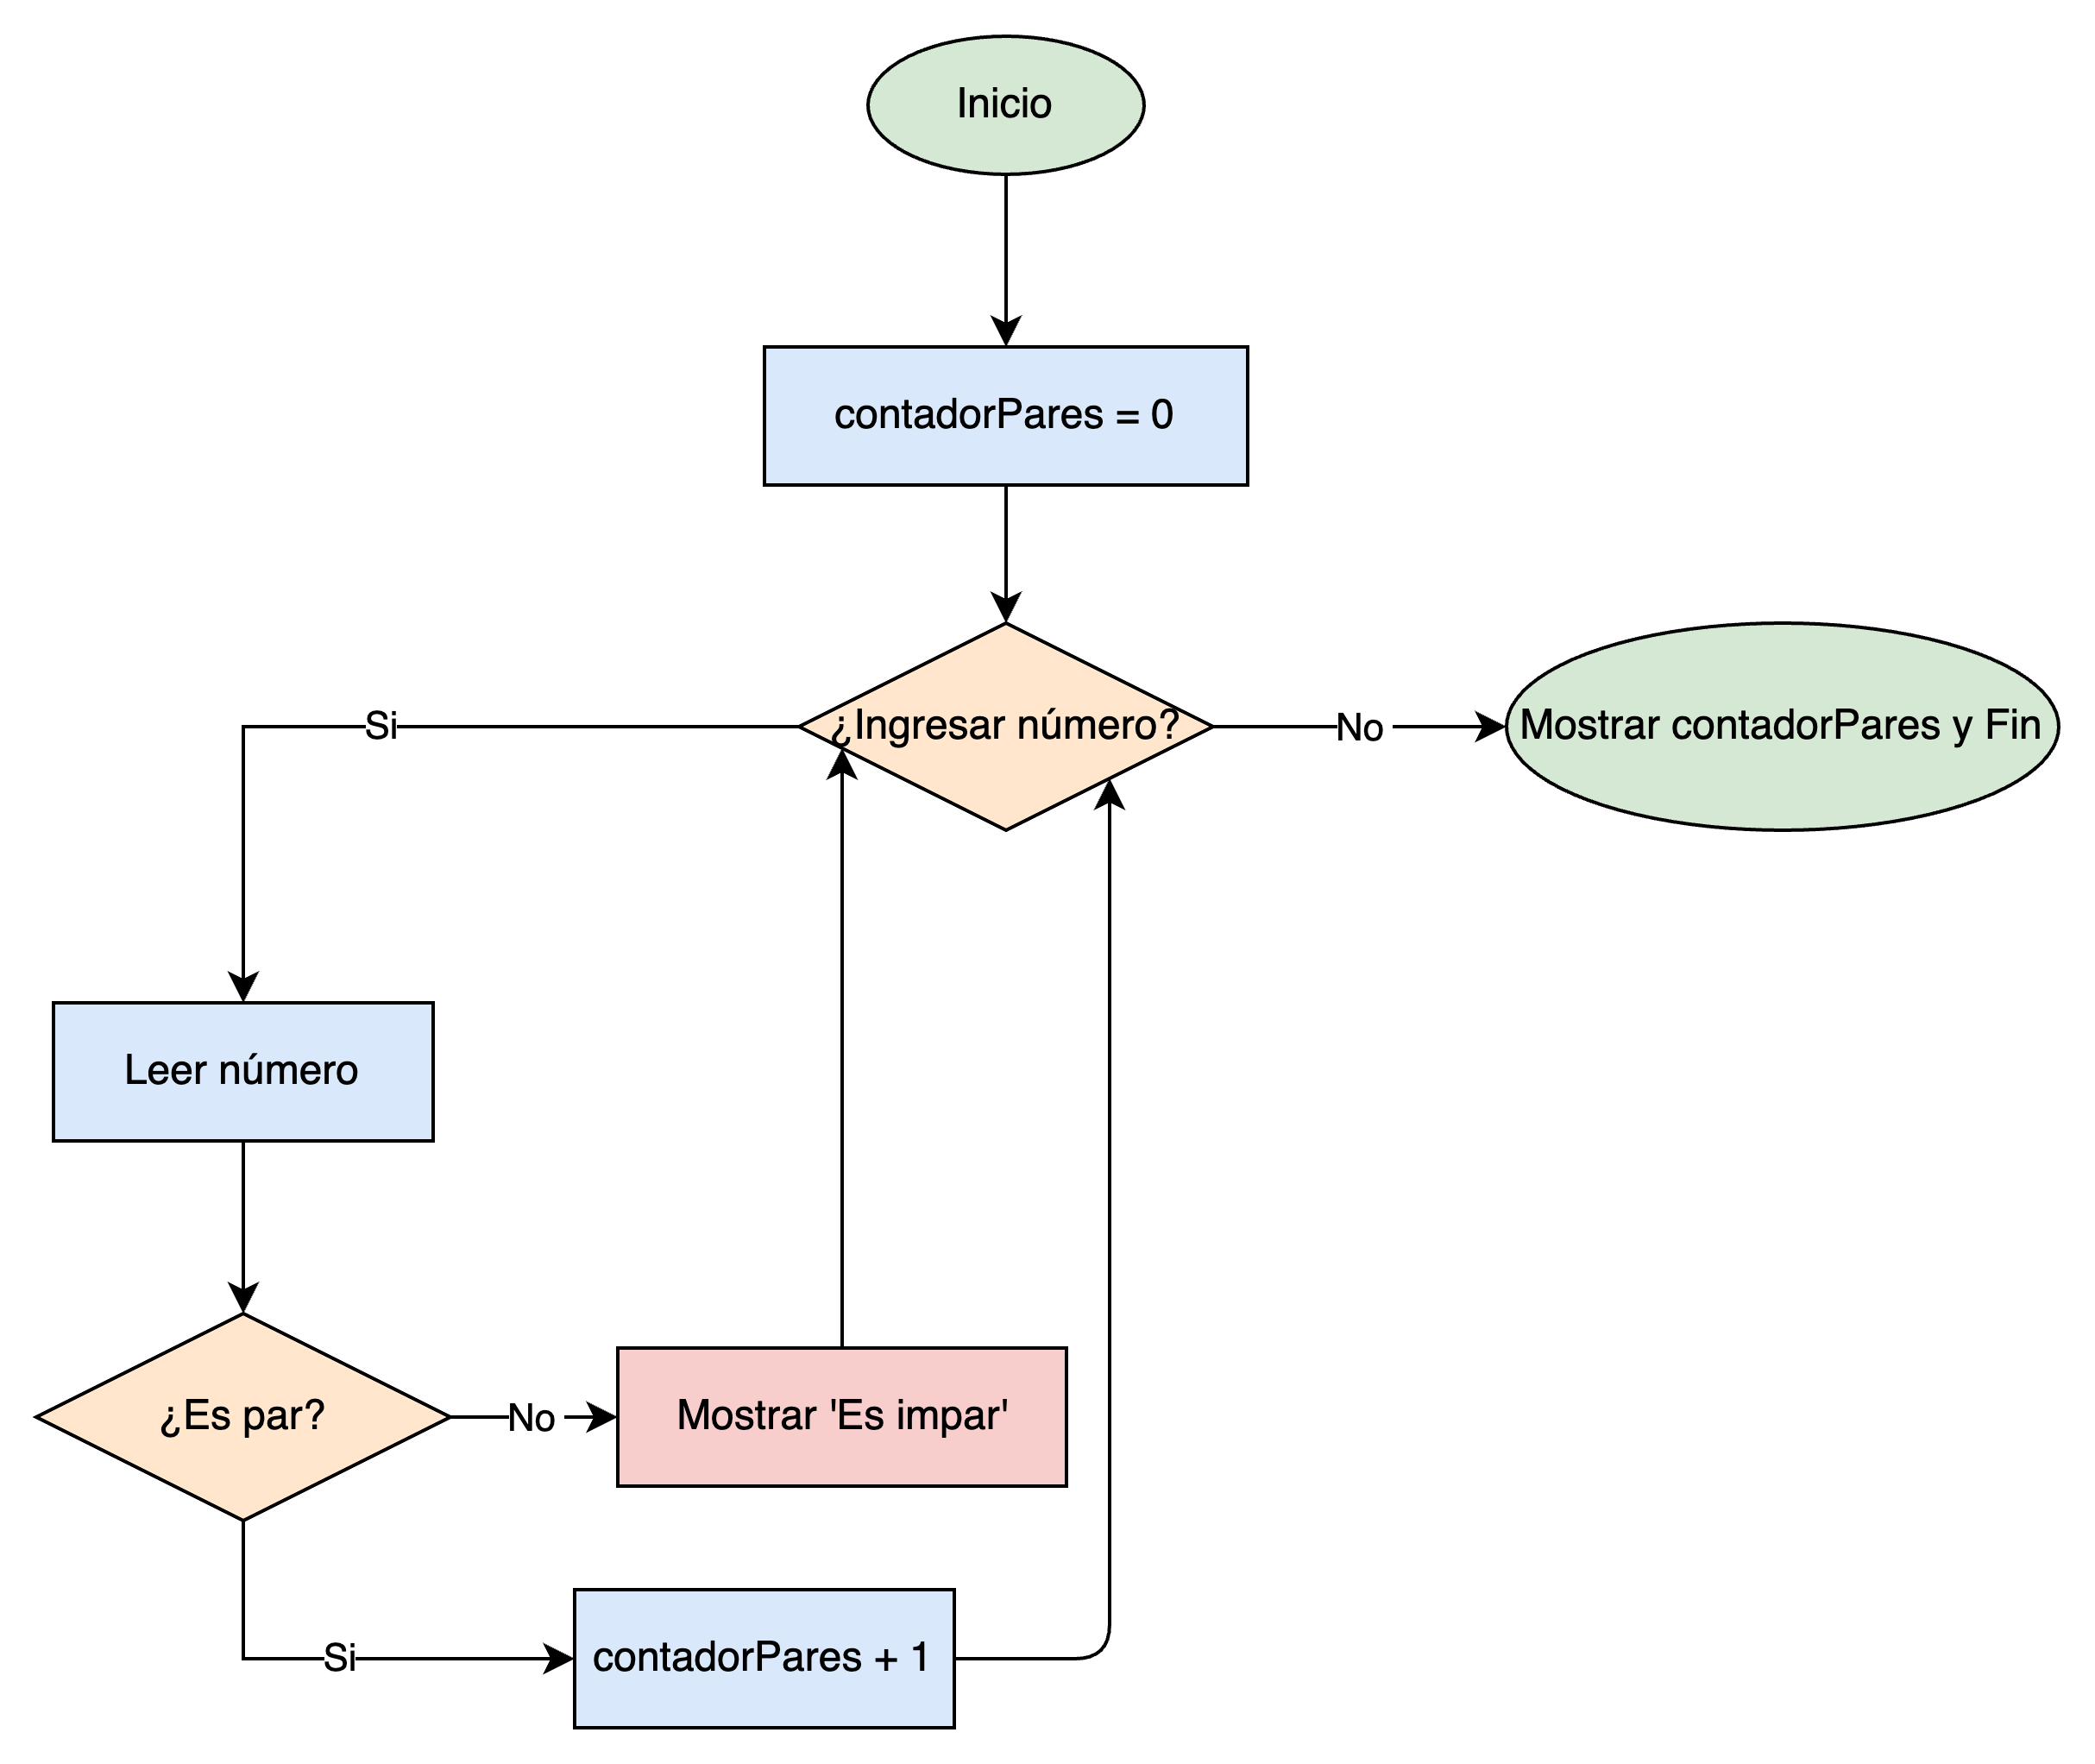 Inicio
contadorPares = 0
¿Ingresar número?
Si
No
Mostrar contadorPares y Fin
Leer número
¿Es par?
No
Mostrar 'Es impar'
Si
contadorPares + 1